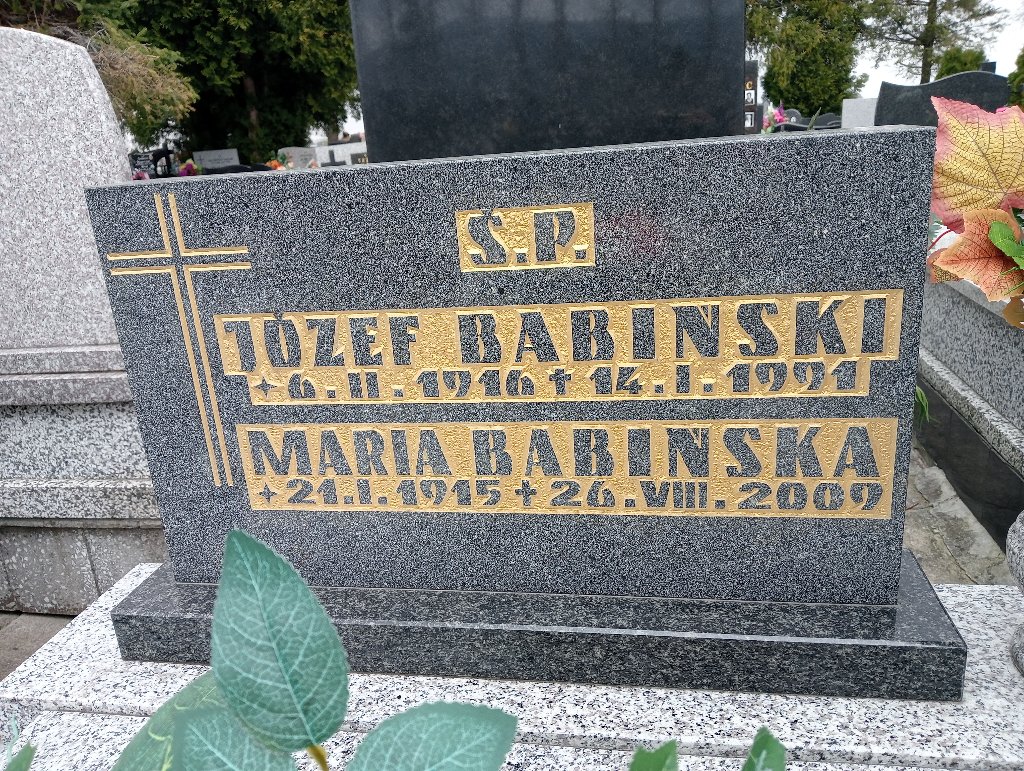 Ś.P.
JÓZEF BABIŃSKI
6.II.1916 ✝ 14.I.1991
MARIA BABIŃSKA
21.I.1915 ✝ 26.VIII.2009